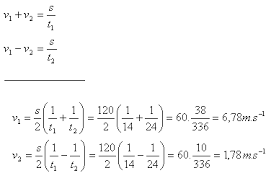 v₁ + v₂ = s/t₁
v₁ − v₂ = s/t₂
v₁ = s/2 (1/t₁ + 1/t₂) = 120/2 (1/14 + 1/24) = 60. 38/336 = 6,78 m.s⁻¹
v₂ = s/2 (1/t₁ − 1/t₂) = 120/2 (1/14 − 1/24) = 60. 10/336 = 1,78 m.s⁻¹